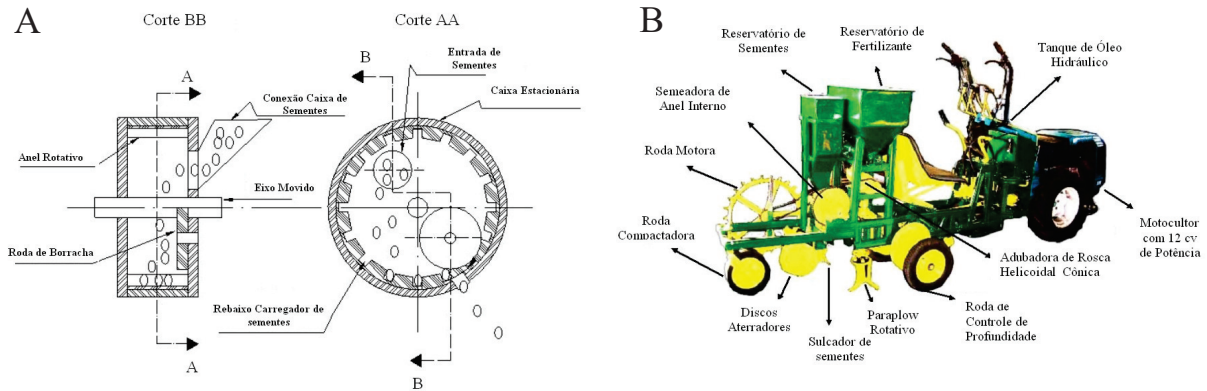 A
Corte BB
Corte AA
B
A
Entrada de
Sementes
Conexão Caixa de
Sementes
Caixa Estacionária
Anel Rotativo
Eixo Movido
Roda de Borracha
Rebaixo Carregador de
sementes
A
B
B
Reservatório de
Sementes
Reservatório de
Fertilizante
Tanque de Óleo
Hidráulico
Semeadora de
Anel Interno
Roda Motora
Roda
Compactadora
Motocultor
com 12 cv
de Potência
Adubadora de Rosca
Helicoidal Cônica
Discos
Aterradores
Sulcador de
sementes
Paraplow
Rotativo
Roda de
Controle de
Profundidade